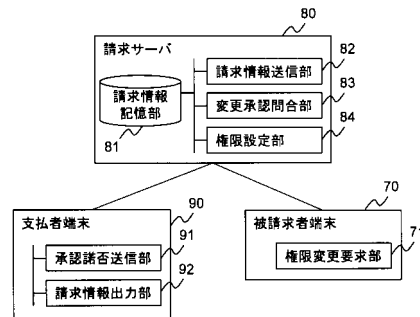 80
請求サーバ
82
請求情報送信部
83
請求情報
記憶部
変更承認問合部
84
81
権限設定部
90
支払者端末
91
承認諾否送信部
92
請求情報出力部
70
被請求者端末
71
権限変更要求部